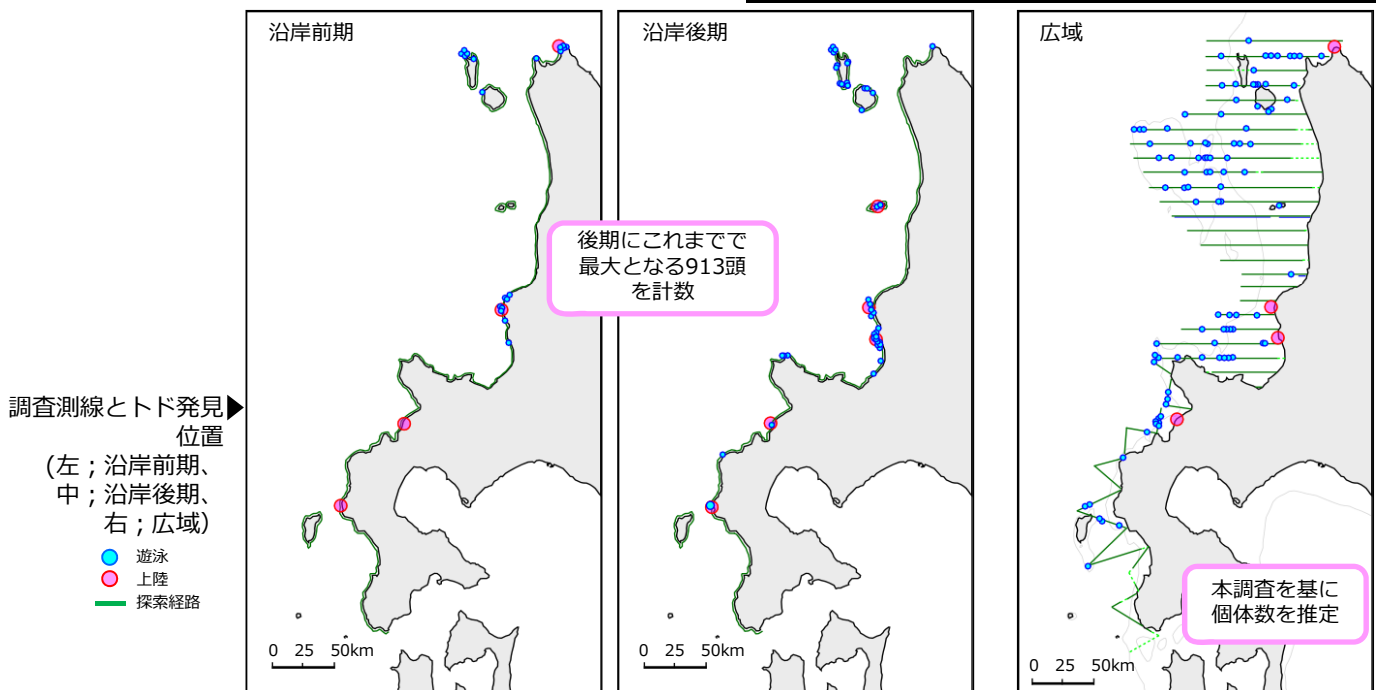 沿岸前期
沿岸後期
広域
後期にこれまでで
最大となる913頭
を計数
調査測線とトド発見▶
位置
(左；沿岸前期、
中；沿岸後期、
右；広域)
遊泳
上陸
探索経路
本調査を基に
個体数を推定
0 25 50km
0 25 50km
0 25 50km